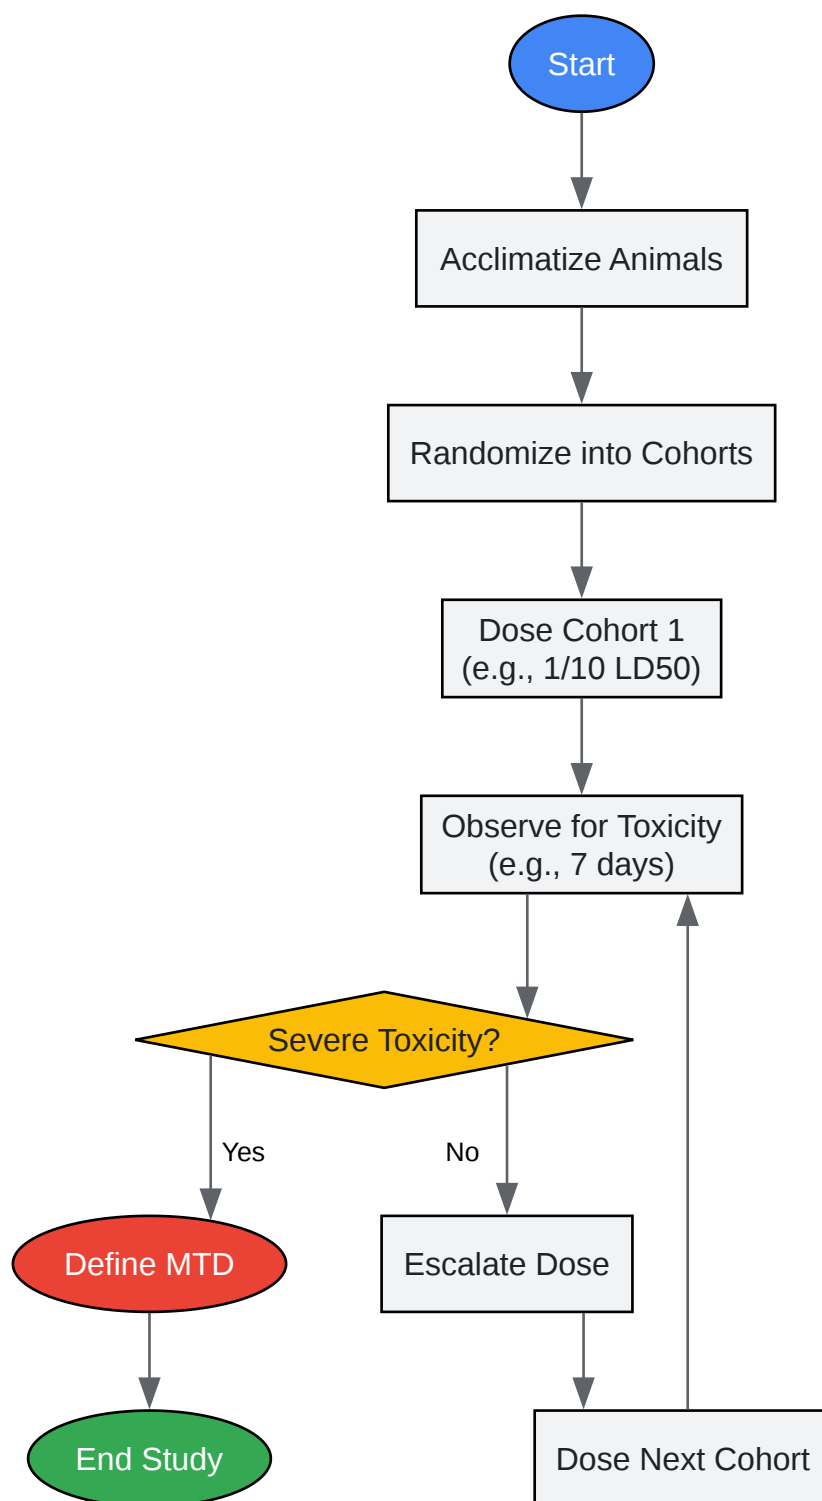 Start
Acclimatize Animals
Randomize into Cohorts
Dose Cohort 1
(e.g., 1/10 LD50)
Observe for Toxicity
(e.g., 7 days)
Severe Toxicity?
Yes
No
Define MTD
Escalate Dose
End Study
Dose Next Cohort